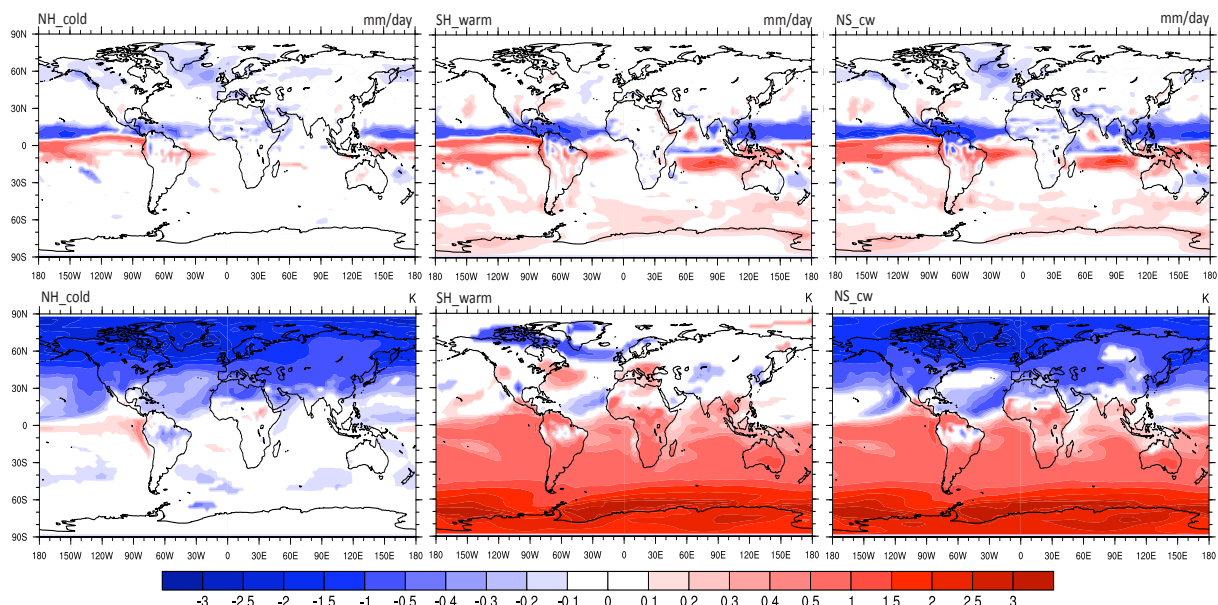 NH_cold mm/day SH_warm mm/day NS_cw mm/day
90N
60N
30N
0
30S
60S
90S
180 150W 120W 90W 60W 30W 0 30E 60E 90E 120E 150E 180 150W 120W 90W 60W 30W 0 30E 60E 90E 120E 150E 180 150W 120W 90W 60W 30W 0 30E 60E 90E 120E 150E 180
NH_cold K SH_warm K NS_cw K
90N
60N
30N
0
30S
60S
90S
180 150W 120W 90W 60W 30W 0 30E 60E 90E 120E 150E 180 150W 120W 90W 60W 30W 0 30E 60E 90E 120E 150E 180 150W 120W 90W 60W 30W 0 30E 60E 90E 120E 150E 180
-3 -2.5 -2 -1.5 -1 -0.5 -0.4 -0.3 -0.2 -0.1 0 0.1 0.2 0.3 0.4 0.5 1 1.5 2 2.5 3